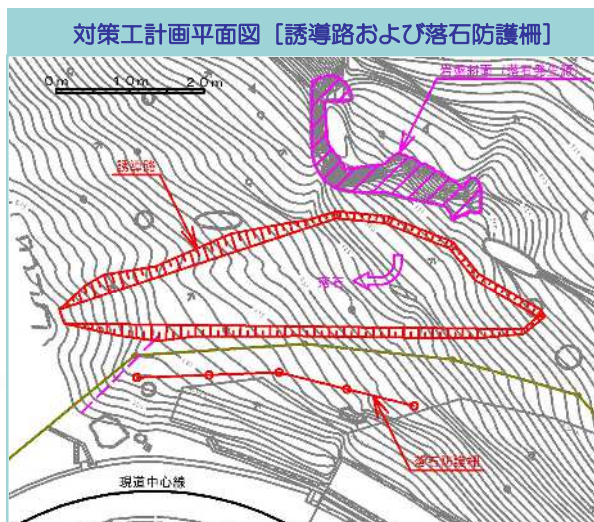 対策工計画平面図［誘導路および落石防護柵］
0m 10m 20m
岩盤斜面（落石発生源）
誘導路
落石
落石防護柵
現道中心線